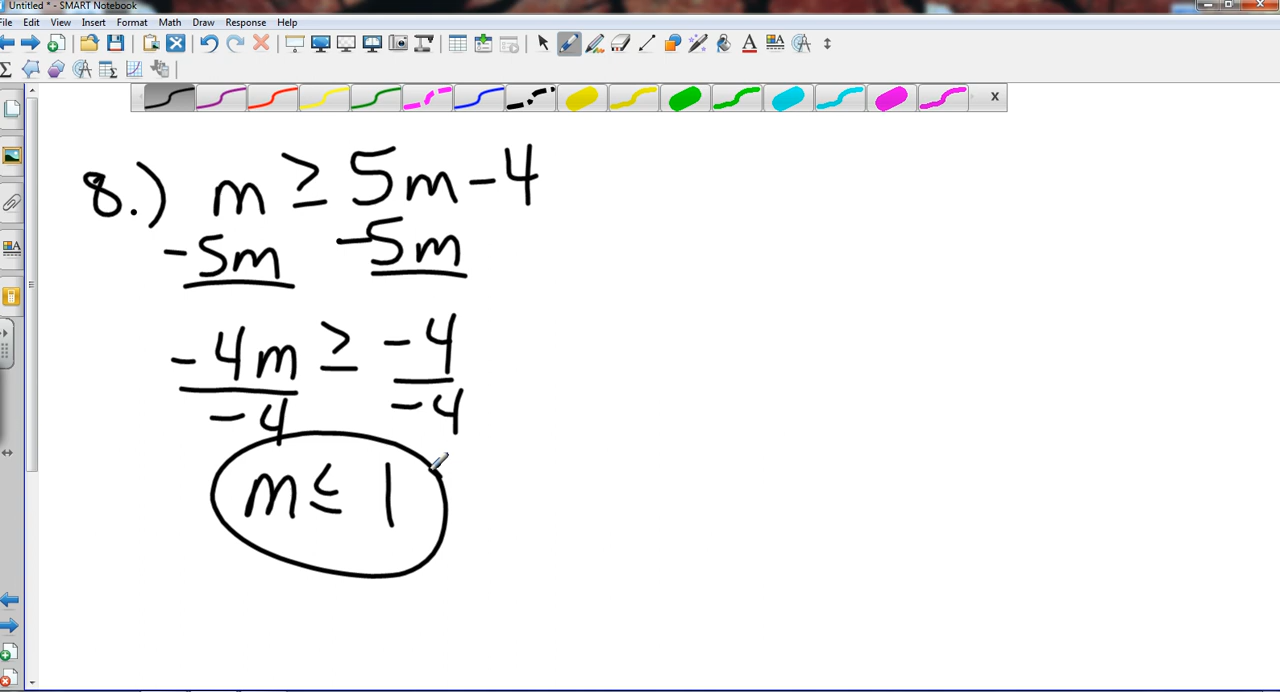 Untitled * - SMART Notebook
File Edit View Insert Format Math Draw Response Help
8.) m ≥ 5m - 4
-5m -5m
-4m ≥ -4
-4 -4
m ≤ 1